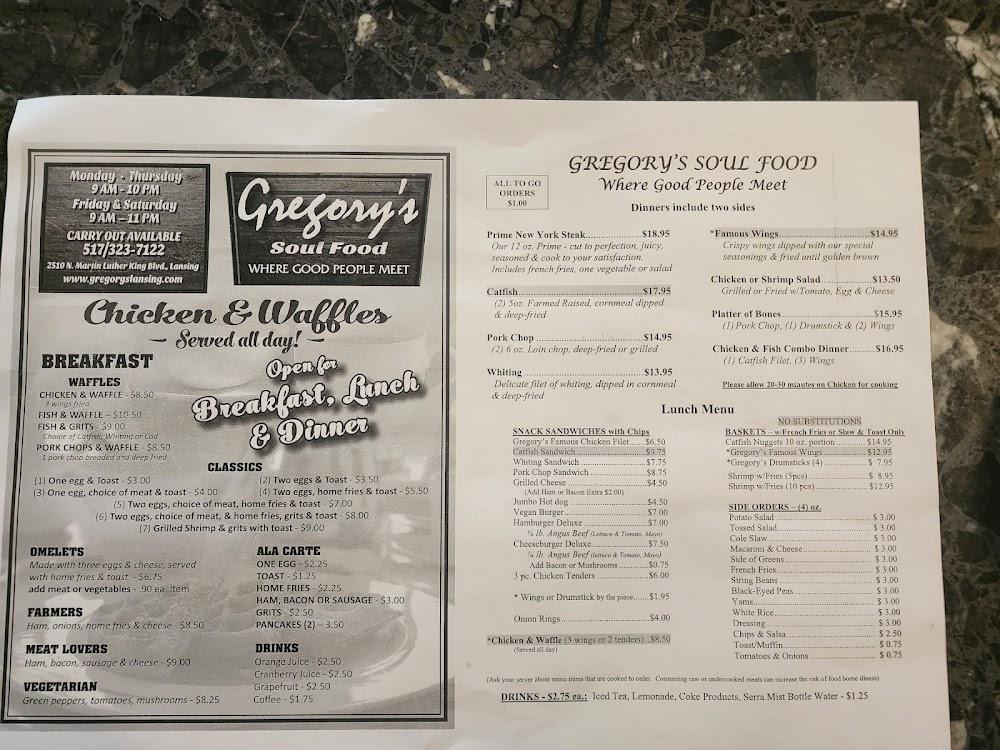 Monday - Thursday
9 AM - 10 PM
Friday & Saturday
9 AM - 11 PM
CARRY OUT AVAILABLE
517/323-7122
2510 N. Martin Luther King Blvd., Lansing
www.gregoryslansing.com
Gregory's
Soul Food
WHERE GOOD PEOPLE MEET
Chicken & Waffles
- Served all day! -
Open for
Breakfast, Lunch
& Dinner
BREAKFAST
WAFFLES
CHICKEN & WAFFLE - $8.50
3 wings fried
FISH & WAFFLE - $10.50
FISH & GRITS - $9.00
Choice of Catfish, Whiting or Cod
PORK CHOPS & WAFFLE - $8.50
1 pork chop breaded and deep fried
CLASSICS
(1) One egg & Toast - $3.00
(2) Two eggs & Toast - $3.50
(3) One egg, choice of meat & toast - $4.00
(4) Two eggs, home fries & toast - $5.50
(5) Two eggs, choice of meat, home fries & toast - $7.00
(6) Two eggs, choice of meat, & home fries, grits & toast - $8.00
(7) Grilled Shrimp & grits with toast - $9.00
OMELETS
Made with three eggs & cheese, served
with home fries & toast - $6.75
add meat or vegetables - .90 ea. item
FARMERS
Ham, onions, home fries & cheese - $8.50
MEAT LOVERS
Ham, bacon, sausage & cheese - $9.00
VEGETARIAN
Green peppers, tomatoes, mushrooms - $8.25
ALA CARTE
ONE EGG - $2.25
TOAST - $1.25
HOME FRIES - $2.25
HAM, BACON OR SAUSAGE - $3.00
GRITS - $2.50
PANCAKES (2) - 3.50
DRINKS
Orange Juice - $2.50
Cranberry Juice - $2.50
Grapefruit - $2.50
Coffee - $1.75
GREGORY'S SOUL FOOD
Where Good People Meet
ALL TO GO
ORDERS
$1.00
Dinners include two sides
Prime New York Steak...$18.95
Our 12 oz. Prime - cut to perfection, juicy,
seasoned & cook to your satisfaction.
Includes french fries, one vegetable or salad
Catfish...$17.95
(2) 5oz. Farmed Raised, cornmeal dipped
& deep-fried
Pork Chop...$14.95
(2) 6 oz. Loin chop, deep-fried or grilled
Whiting...$13.95
Delicate filet of whiting, dipped in cornmeal
& deep-fried
*Famous Wings...$14.95
Crispy wings dipped with our special
seasonings & fried until golden brown
Chicken or Shrimp Salad...$13.50
Grilled or Fried w/Tomato, Egg & Cheese
Platter of Bones...$15.95
(1) Pork Chop, (1) Drumstick & (2) Wings
Chicken & Fish Combo Dinner...$16.95
(1) Catfish Filet, (3) Wings
Please allow 20-30 minutes on Chicken for cooking
Lunch Menu
SNACK SANDWICHES with Chips
Gregory's Famous Chicken Filet...$6.50
Catfish Sandwich...$9.75
Whiting Sandwich...$7.75
Pork Chop Sandwich...$8.75
Grilled Cheese...$4.50
(Add Ham or Bacon Extra $2.00)
Jumbo Hot dog...$4.50
Vegan Burger...$7.00
Hamburger Deluxe...$7.00
¼ lb. Angus Beef (Lettuce & Tomato, Mayo)
Cheeseburger Deluxe...$7.50
¼ lb. Angus Beef (lettuce & Tomato, Mayo)
Add Bacon or Mushrooms...$0.75
3 pc. Chicken Tenders...$6.00
* Wings or Drumstick by the piece...$1.95
Onion Rings...$4.00
*Chicken & Waffle (3 wings or 2 tenders)..$8.50
(Served all day)
NO SUBSTITUTIONS
BASKETS – w/French Fries or Slaw & Toast Only
Catfish Nuggets 10 oz. portion...$14.95
*Gregory's Famous Wings...$12.95
*Gregory's Drumsticks (4)...$ 7.95
Shrimp w/Fries (5pcs)...$ 8.95
Shrimp w/Fries (10 pcs)...$12.95
SIDE ORDERS – (4) oz.
Potato Salad...$ 3.00
Tossed Salad...$ 3.00
Cole Slaw...$ 3.00
Macaroni & Cheese...$ 3.00
Side of Greens...$ 3.00
French Fries...$ 3.00
String Beans...$ 3.00
Black-Eyed Peas...$ 3.00
Yams...$ 3.00
White Rice...$ 3.00
Dressing...$ 3.00
Chips & Salsa...$ 2.50
Toast/Muffin...$ 0.75
Tomatoes & Onions...$ 0.75
(Ask your server about menu items that are cooked to order. Consuming raw or undercooked meats can increase the risk of food borne illness)
DRINKS - $2.75 ea.: Iced Tea, Lemonade, Coke Products, Serra Mist Bottle Water - $1.25